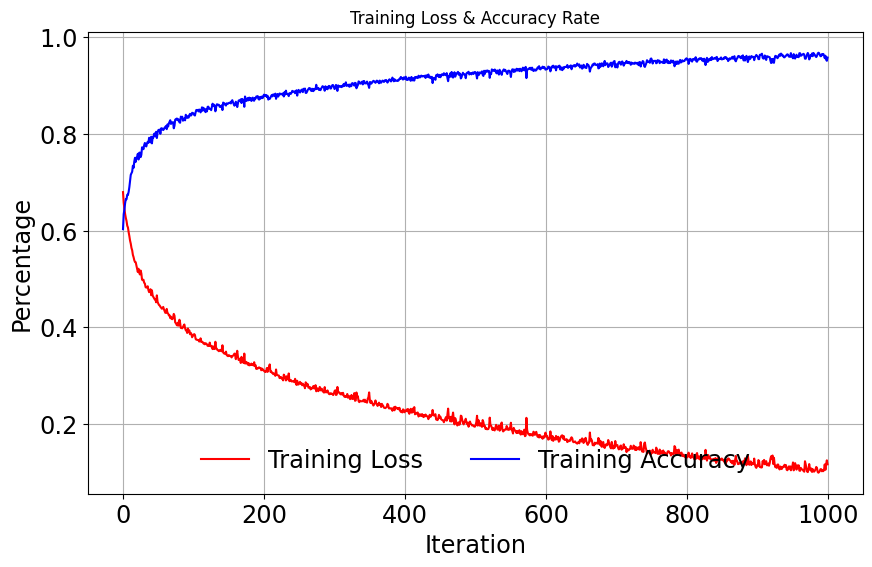 Training Loss & Accuracy Rate
1.0
0.8
0.6
0.4
0.2
Percentage
Training Loss
Training Accuracy
0 200 400 600 800 1000
Iteration